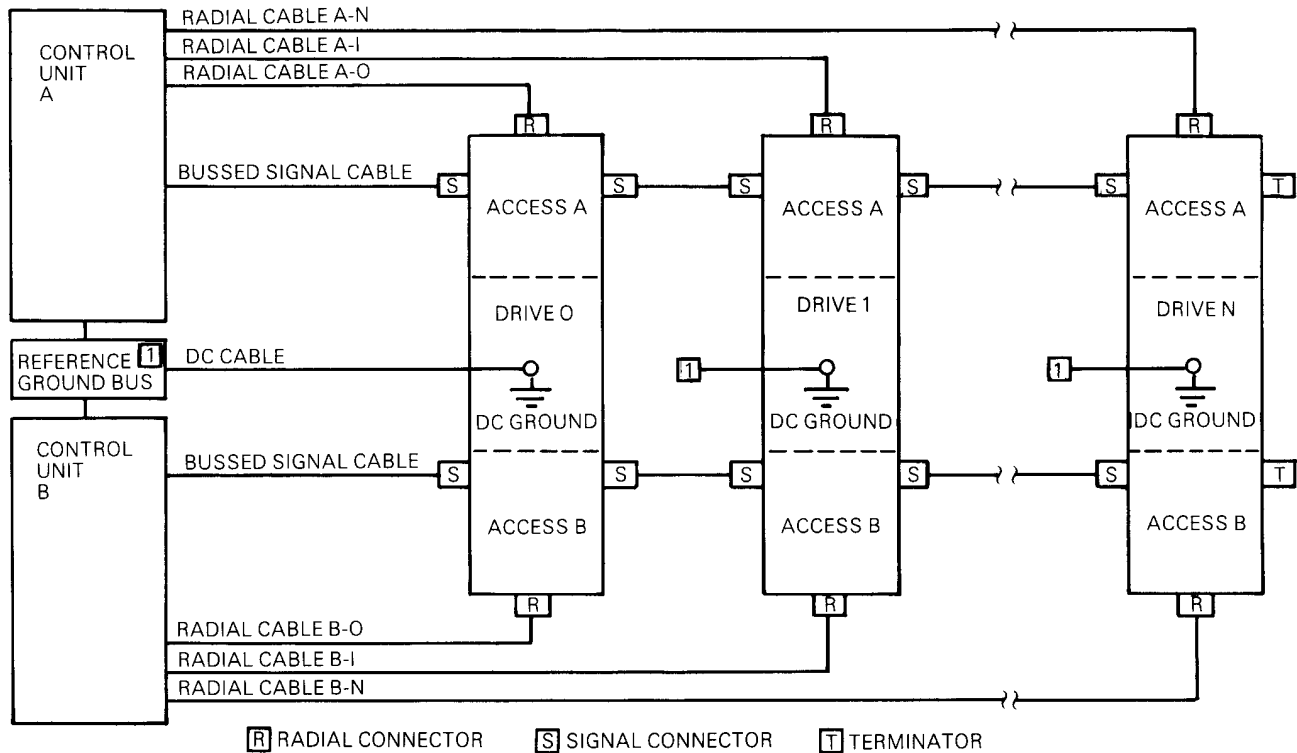 RADIAL CABLE A-N
CONTROL
UNIT
A
RADIAL CABLE A-I
RADIAL CABLE A-O
R
R
R
BUSSED SIGNAL CABLE
S
S
S
S
S
T
ACCESS A
ACCESS A
ACCESS A
DRIVE O
DRIVE 1
DRIVE N
REFERENCE 1
GROUND BUS
DC CABLE
1
1
DC GROUND
DC GROUND
DC GROUND
CONTROL
UNIT
B
BUSSED SIGNAL CABLE
S
S
S
S
S
T
ACCESS B
ACCESS B
ACCESS B
R
R
R
RADIAL CABLE B-O
RADIAL CABLE B-I
RADIAL CABLE B-N
R RADIAL CONNECTOR
S SIGNAL CONNECTOR
T TERMINATOR